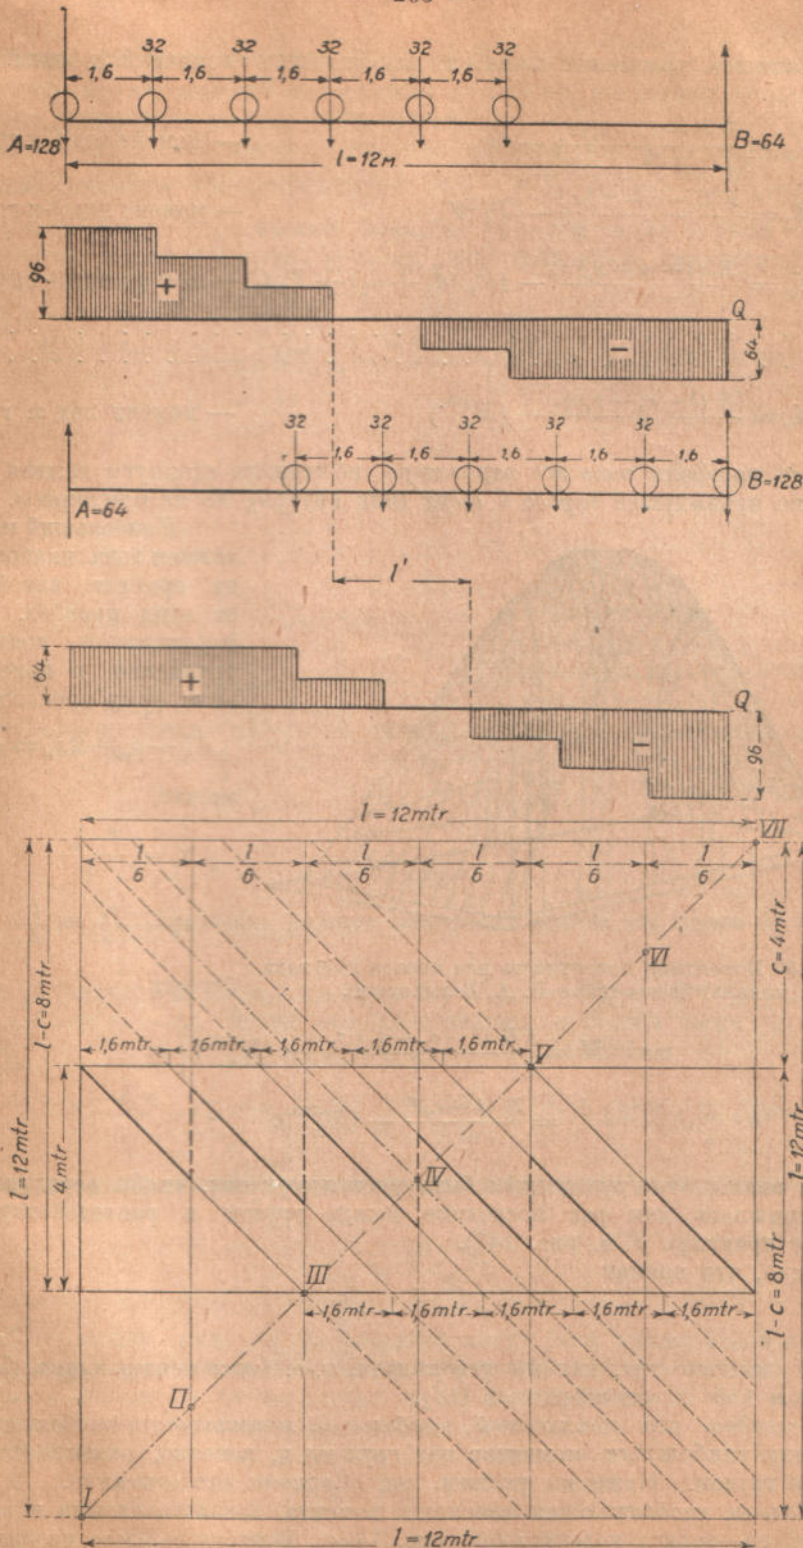 32 32 32 32 32
1,6 1,6 1,6 1,6 1,6
A=128 B=64
l=12м
96 + Q
− 64
32 32 32 32 32
1,6 1,6 1,6 1,6 1,6
A=64 B=128
l'
64 + Q
− 96
l=12mtr VII
l/6 l/6 l/6 l/6 l/6 l/6
l-c=8mtr C=4mtr
VI
1,6mtr 1,6mtr 1,6mtr 1,6mtr 1,6mtr V
l=12mtr 4mtr IV l=12mtr
III
1,6mtr 1,6mtr 1,6mtr 1,6mtr 1,6mtr
l-c=8mtr
II
I
l=12mtr